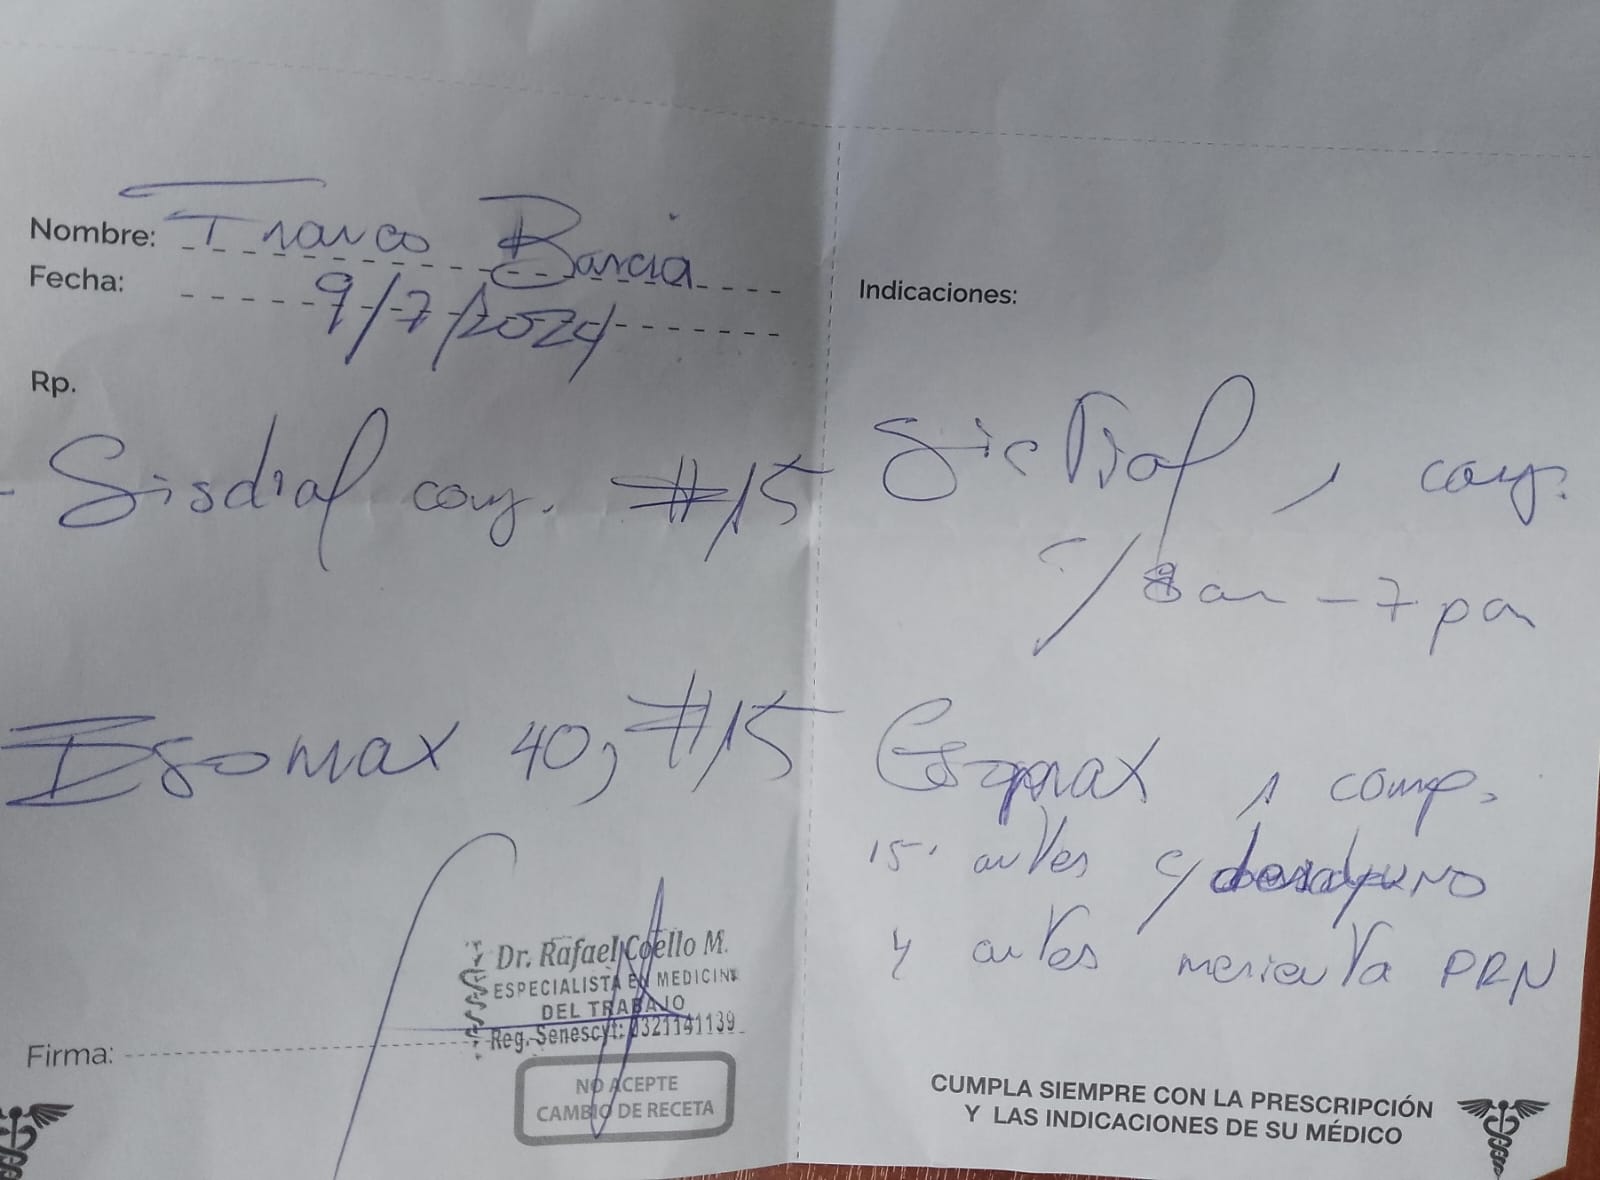 Nombre: Franco Barcia
Fecha: 9/7/2024
Rp.
- Sisdial comp. #15
Esomax 40, #15
Dr. Rafael Coello M.
ESPECIALISTA EN MEDICINA
DEL TRABAJO
Reg. Senescyt: 0321141139
Firma:
NO ACEPTE
CAMBIO DE RECETA
Indicaciones:
1 comp.
c/ 8am - 7pm
Esomax 1 comp.
15' antes c/desayuno
y antes merienda PRN
CUMPLA SIEMPRE CON LA PRESCRIPCIÓN
Y LAS INDICACIONES DE SU MÉDICO